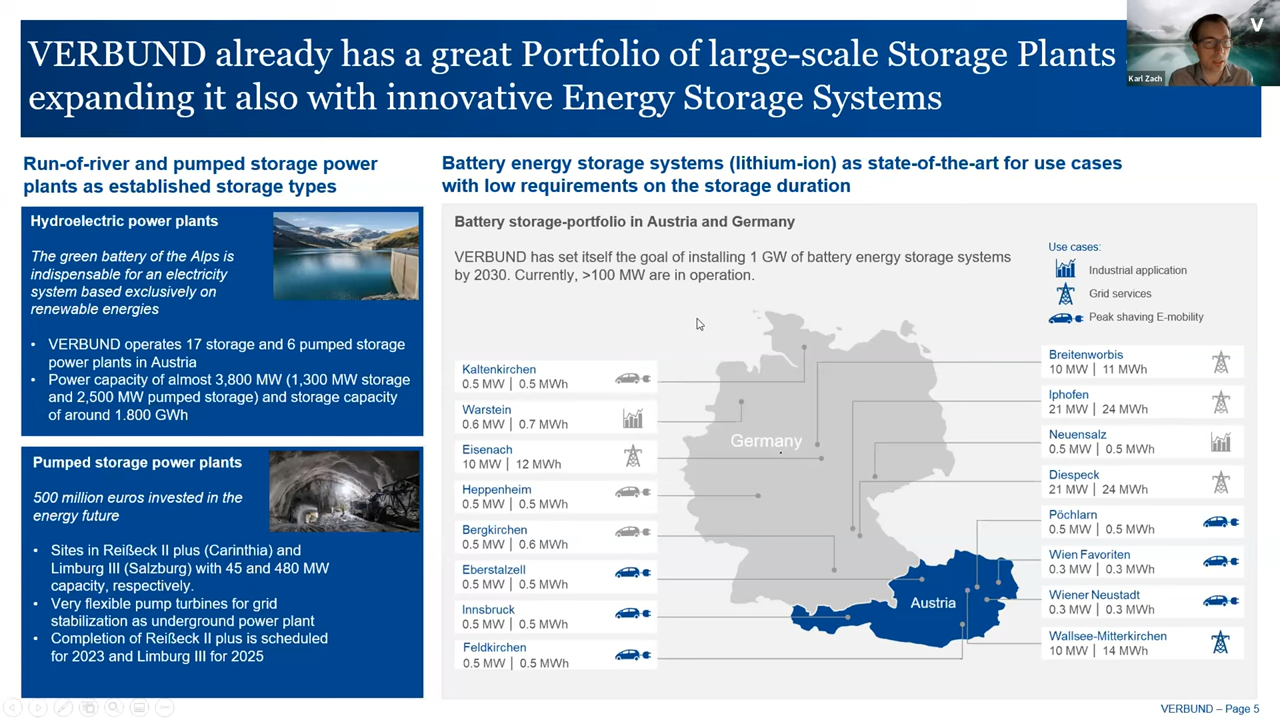 VERBUND already has a great Portfolio of large-scale Storage Plants
expanding it also with innovative Energy Storage Systems
V
Karl Zach
Run-of-river and pumped storage power
plants as established storage types
Hydroelectric power plants
The green battery of the Alps is
indispensable for an electricity
system based exclusively on
renewable energies
• VERBUND operates 17 storage and 6 pumped storage
power plants in Austria
• Power capacity of almost 3,800 MW (1,300 MW storage
and 2,500 MW pumped storage) and storage capacity
of around 1.800 GWh
Pumped storage power plants
500 million euros invested in the
energy future
• Sites in Reißeck II plus (Carinthia) and
Limburg III (Salzburg) with 45 and 480 MW
capacity, respectively.
• Very flexible pump turbines for grid
stabilization as underground power plant
• Completion of Reißeck II plus is scheduled
for 2023 and Limburg III for 2025
Battery energy storage systems (lithium-ion) as state-of-the-art for use cases
with low requirements on the storage duration
Battery storage-portfolio in Austria and Germany
VERBUND has set itself the goal of installing 1 GW of battery energy storage systems
by 2030. Currently, >100 MW are in operation.
Use cases:
Industrial application
Grid services
Peak shaving E-mobility
Kaltenkirchen
0.5 MW | 0.5 MWh
Warstein
0.6 MW | 0.7 MWh
Eisenach
10 MW | 12 MWh
Heppenheim
0.5 MW | 0.5 MWh
Bergkirchen
0.5 MW | 0.6 MWh
Eberstalzell
0.5 MW | 0.5 MWh
Innsbruck
0.5 MW | 0.5 MWh
Feldkirchen
0.5 MW | 0.5 MWh
Germany
Austria
Breitenworbis
10 MW | 11 MWh
Iphofen
21 MW | 24 MWh
Neuensalz
0.5 MW | 0.5 MWh
Diespeck
21 MW | 24 MWh
Pöchlarn
0.5 MW | 0.5 MWh
Wien Favoriten
0.3 MW | 0.3 MWh
Wiener Neustadt
0.3 MW | 0.3 MWh
Wallsee-Mitterkirchen
10 MW | 14 MWh
VERBUND – Page 5